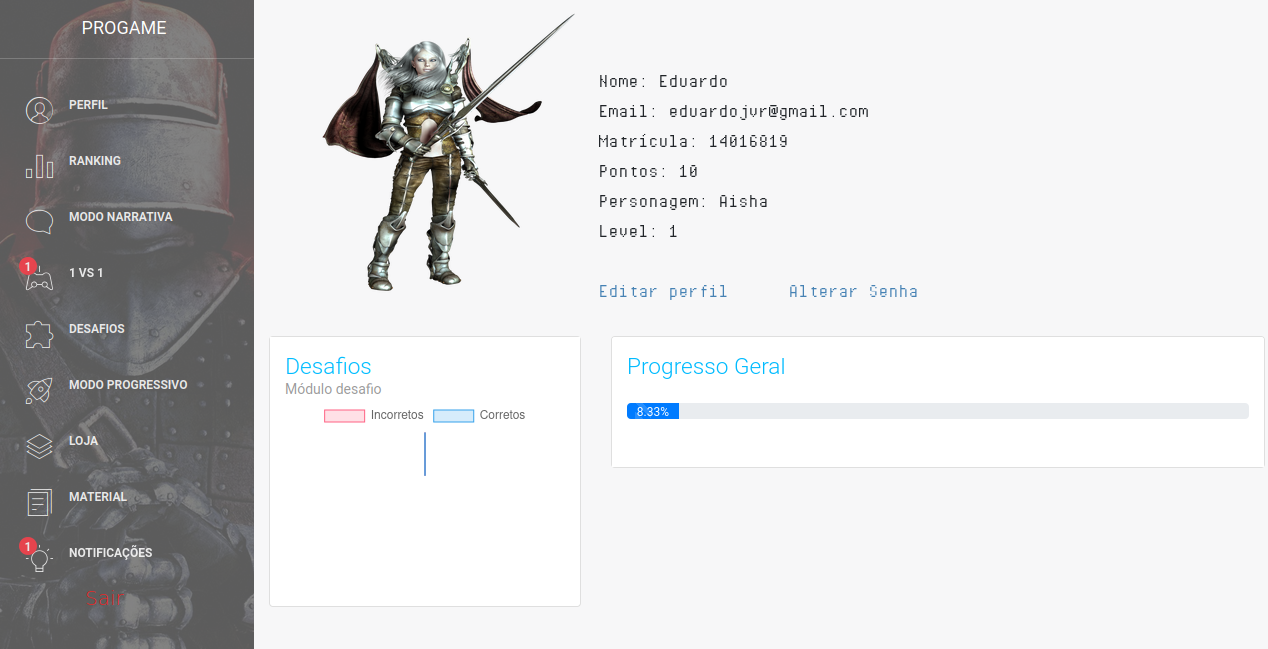 PROGAME
PERFIL
RANKING
MODO NARRATIVA
1
1 VS 1
DESAFIOS
MODO PROGRESSIVO
LOJA
MATERIAL
1
NOTIFICAÇÕES
Sair
Nome: Eduardo
Email: eduardojvr@gmail.com
Matrícula: 14016819
Pontos: 10
Personagem: Aisha
Level: 1
Editar perfil Alterar Senha
Desafios
Módulo desafio
Incorretos Corretos
Progresso Geral
8.33%